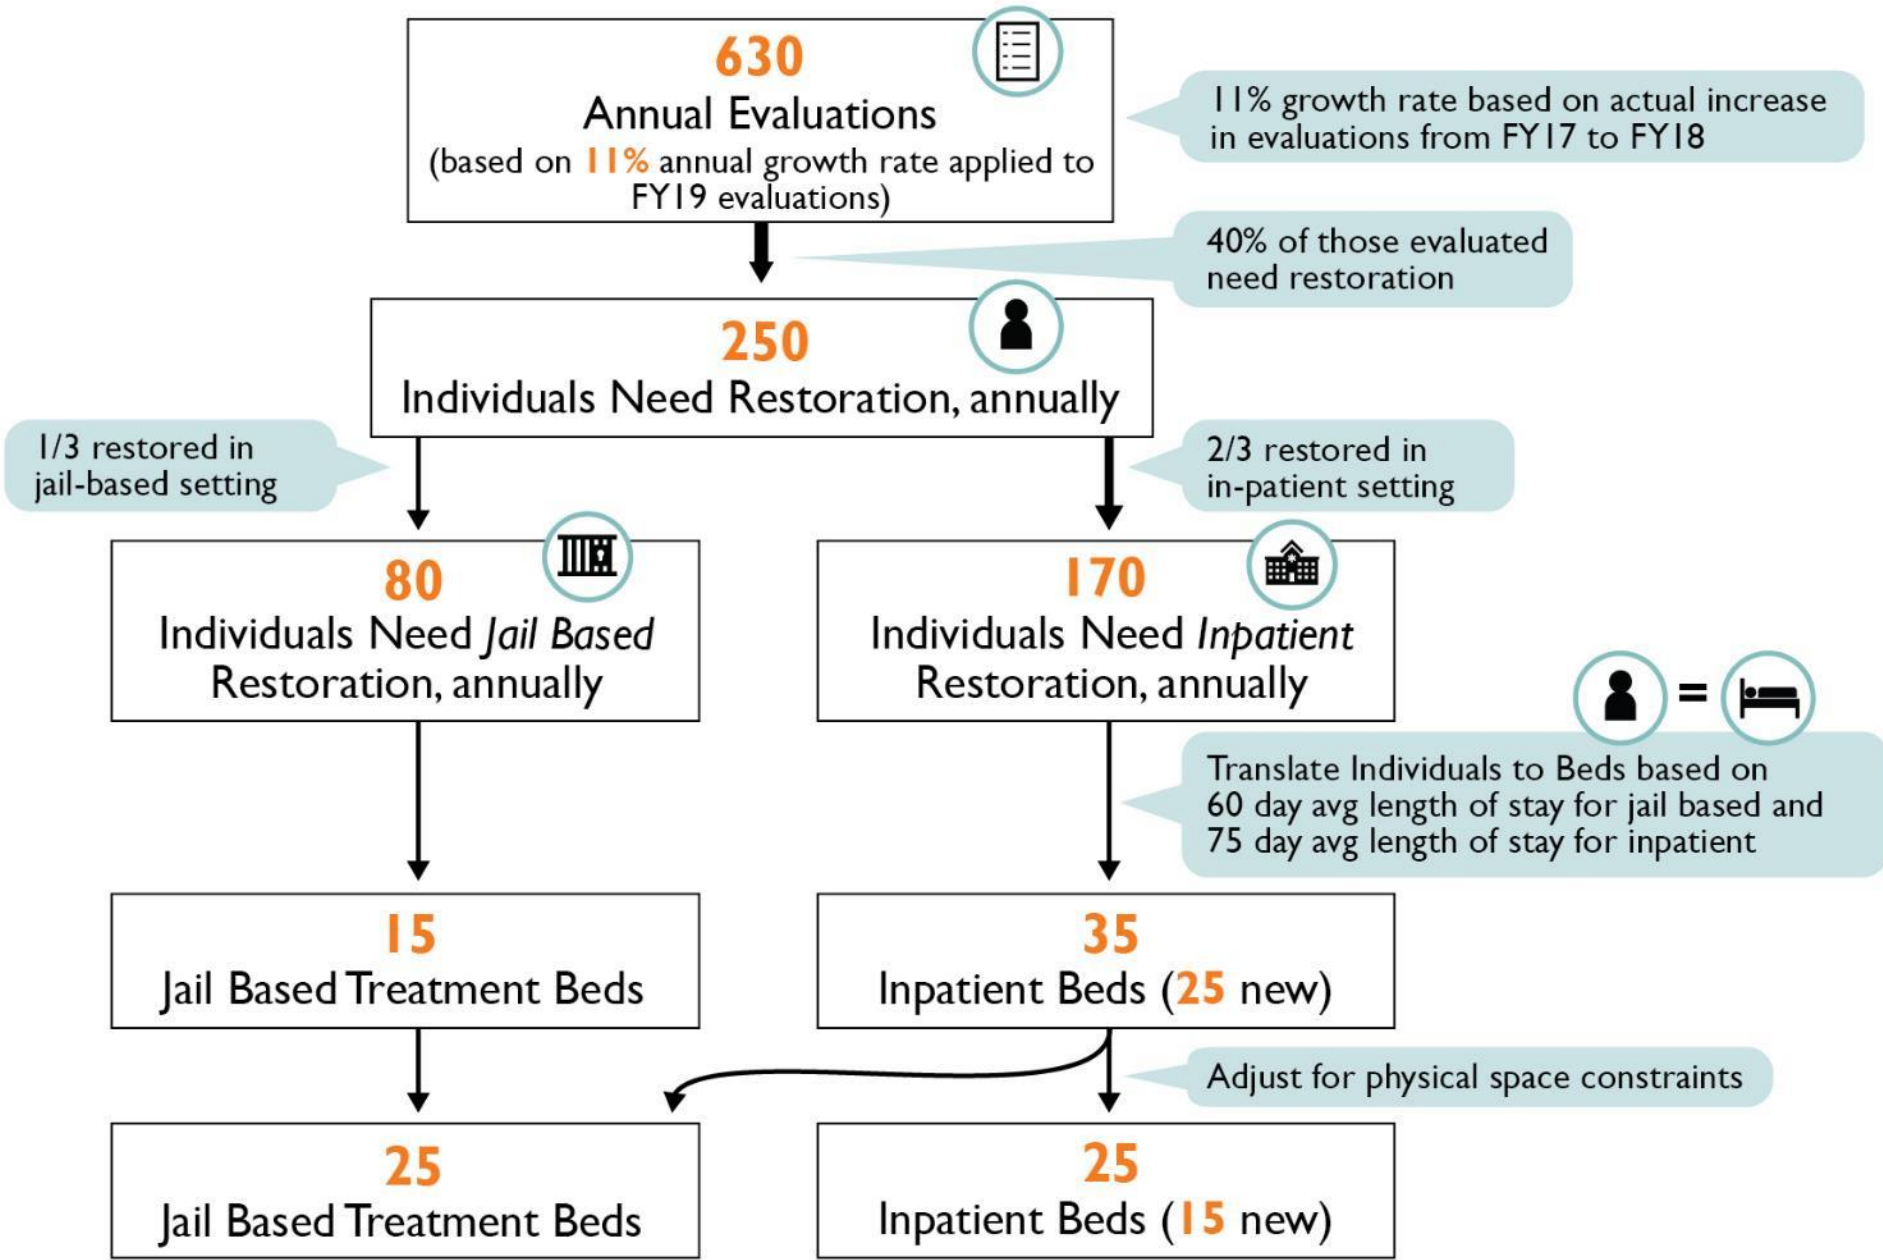 630
Annual Evaluations
(based on 11% annual growth rate applied to
FY19 evaluations)
11% growth rate based on actual increase
in evaluations from FY17 to FY18
40% of those evaluated
need restoration
250
Individuals Need Restoration, annually
1/3 restored in
jail-based setting
2/3 restored in
in-patient setting
80
Individuals Need Jail Based
Restoration, annually
170
Individuals Need Inpatient
Restoration, annually
=
Translate Individuals to Beds based on
60 day avg length of stay for jail based and
75 day avg length of stay for inpatient
15
Jail Based Treatment Beds
35
Inpatient Beds (25 new)
Adjust for physical space constraints
25
Jail Based Treatment Beds
25
Inpatient Beds (15 new)